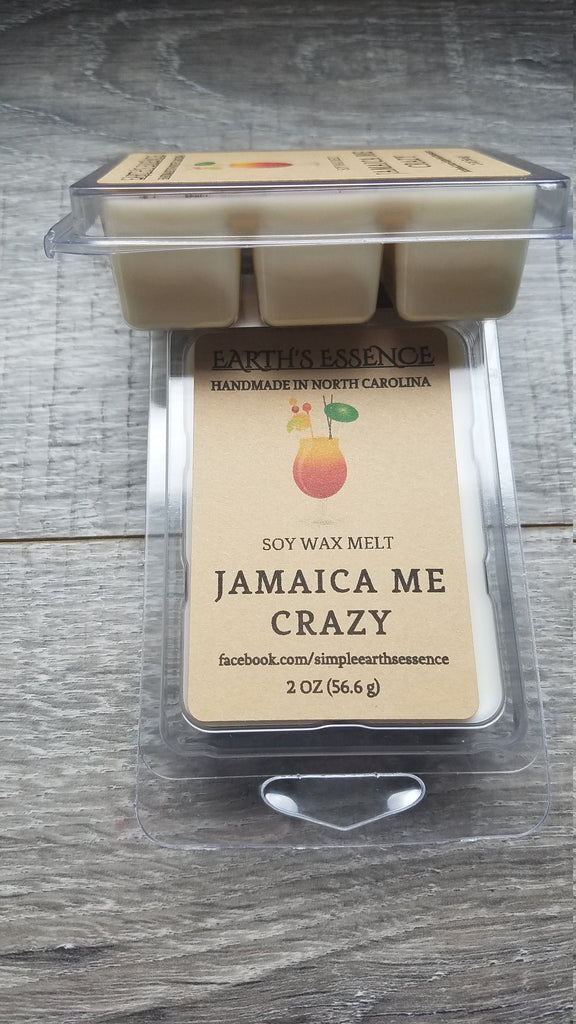 EARTH'S ESSENCE
HANDMADE IN NORTH CAROLINA
SOY WAX MELT
JAMAICA ME
CRAZY
facebook.com/simpleearthsessence
2 OZ (56.6 g)